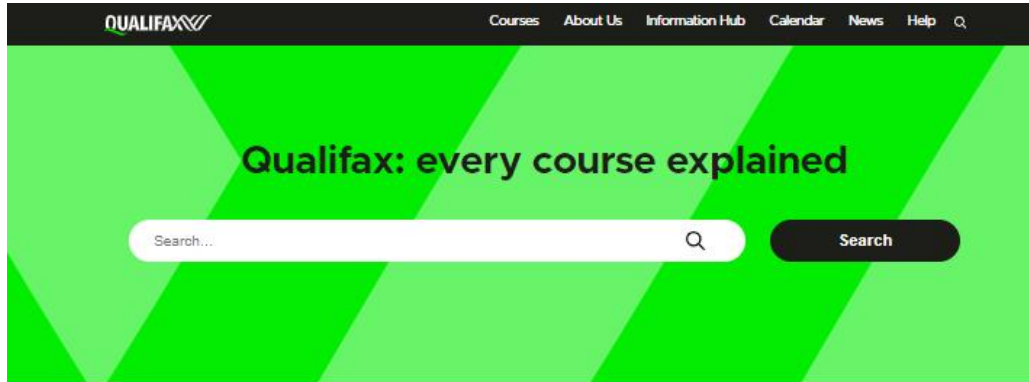 QUALIFAX
Courses About Us Information Hub Calendar News Help
Qualifax: every course explained
Search... Search